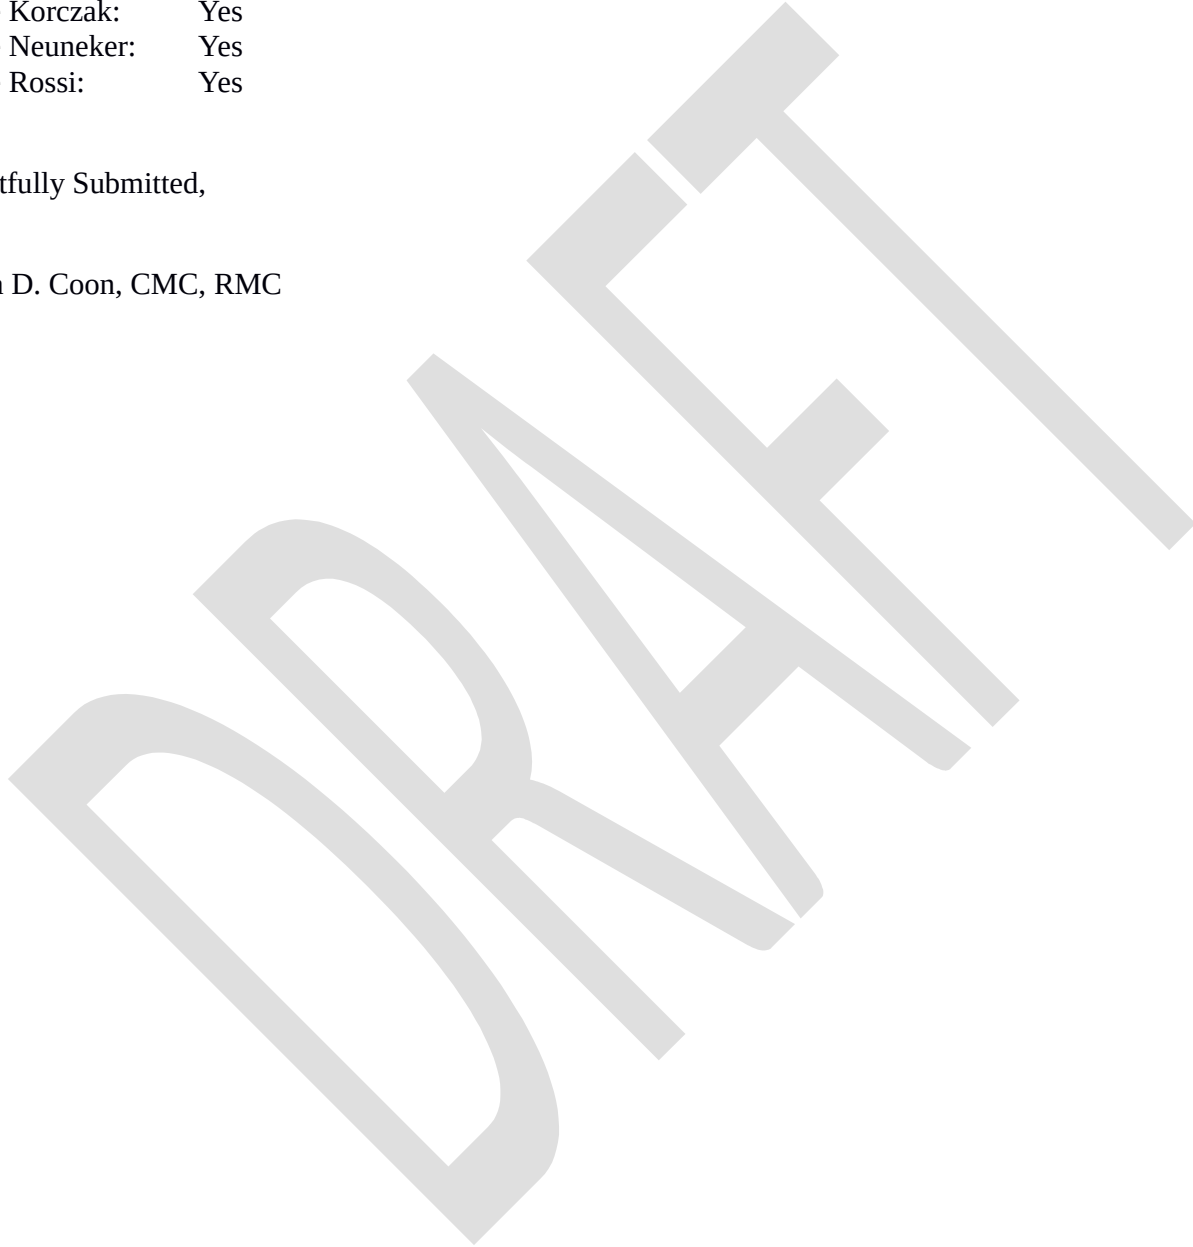 Korczak: Yes
Neuneker: Yes
Rossi: Yes
tfully Submitted,
D. Coon, CMC, RMC
DRAFT